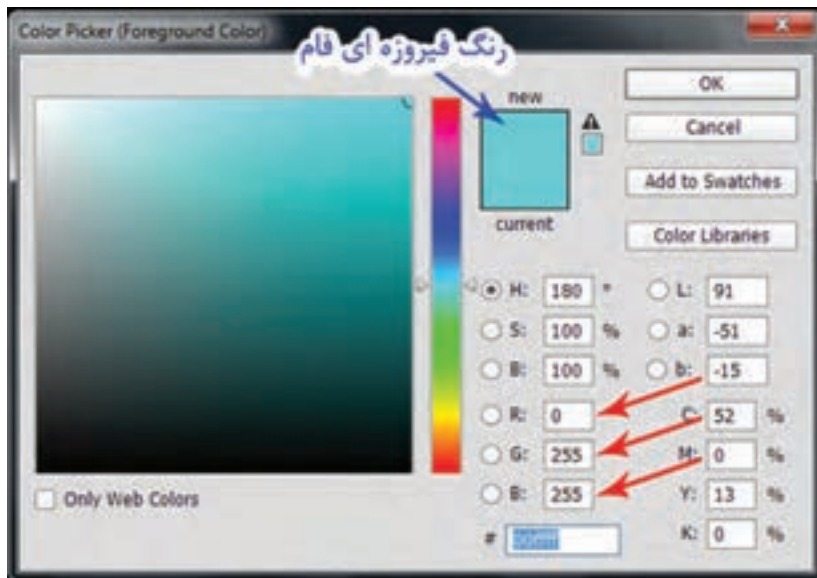 Color Picker (Foreground Color)
رنگ فیروزه ای فام
new
current
OK
Cancel
Add to Swatches
Color Libraries
H: 180 °
S: 100 %
B: 100 %
R: 0
G: 255
B: 255
#
L: 91
a: -51
b: -15
C: 52 %
M: 0 %
Y: 13 %
K: 0 %
Only Web Colors